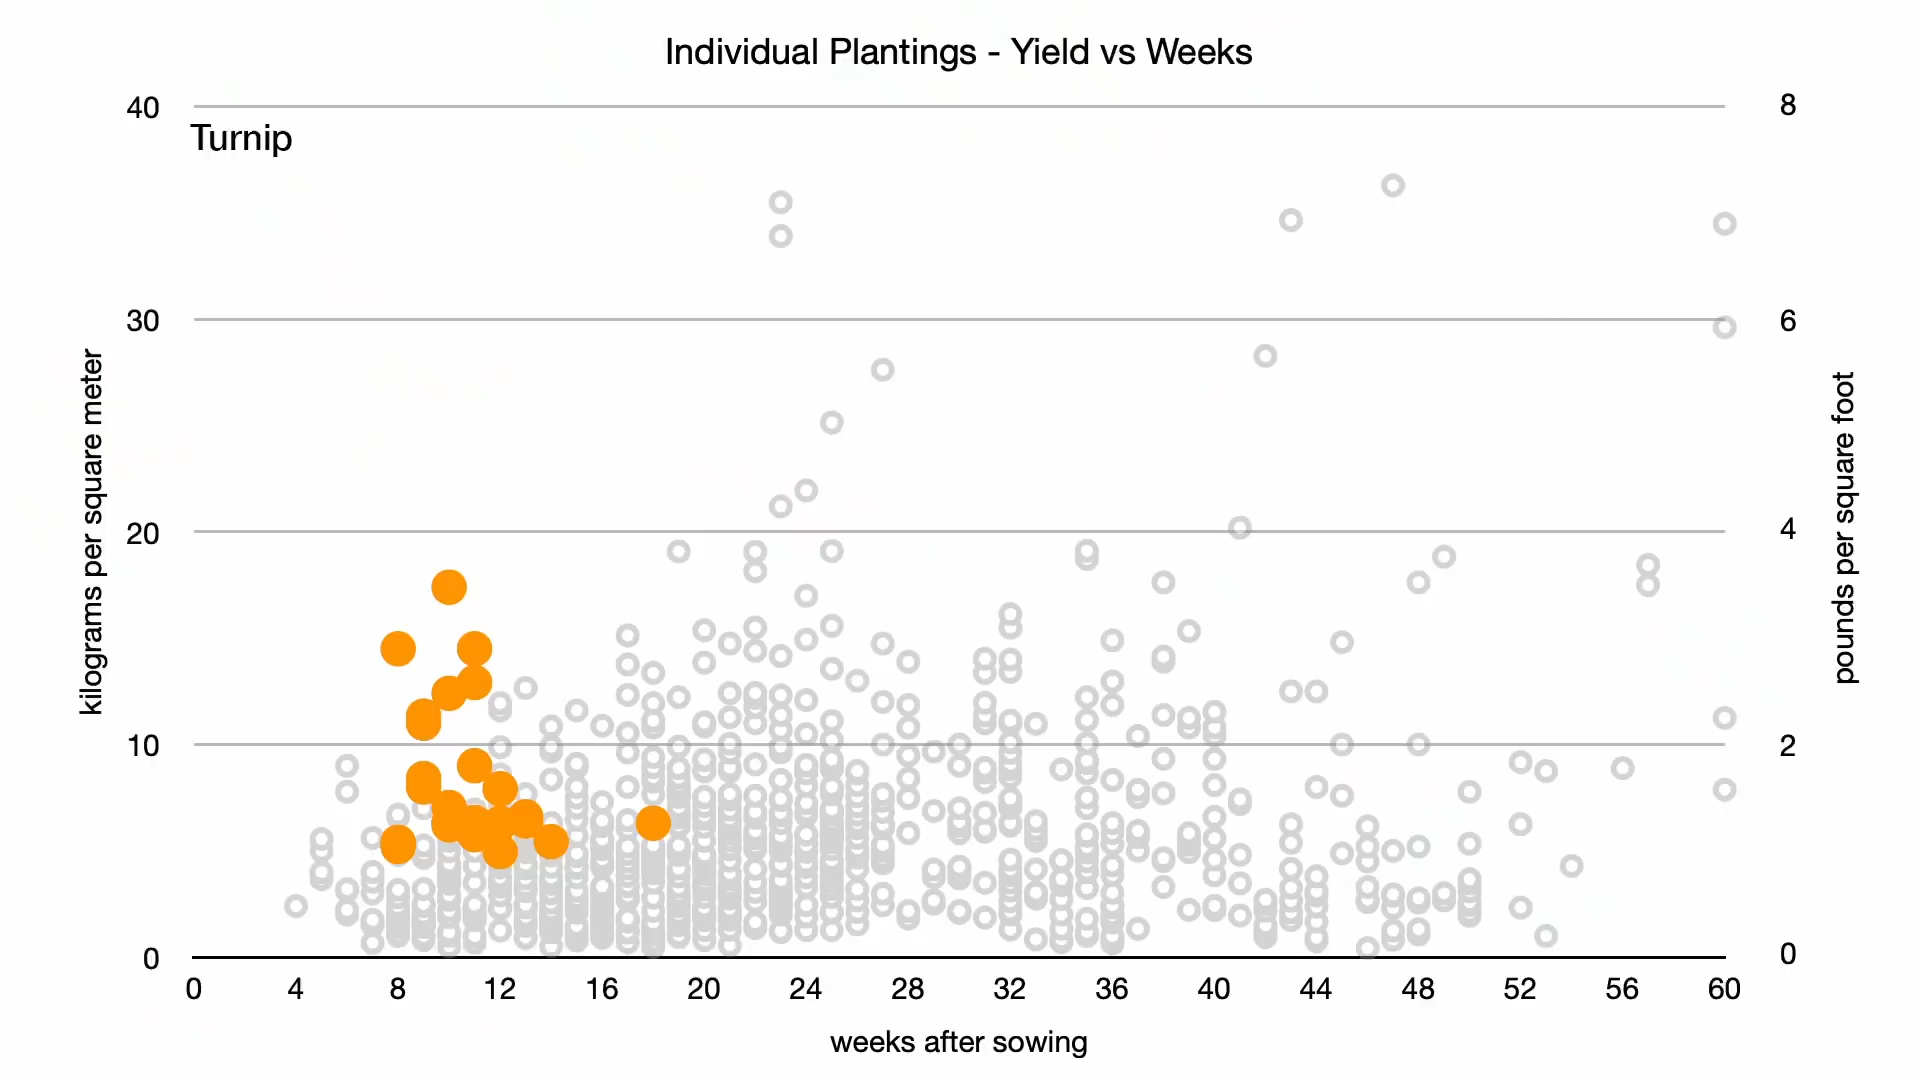 Individual Plantings - Yield vs Weeks
Turnip
40
30
20
10
0
kilograms per square meter
8
6
4
2
0
pounds per square foot
0 4 8 12 16 20 24 28 32 36 40 44 48 52 56 60
weeks after sowing